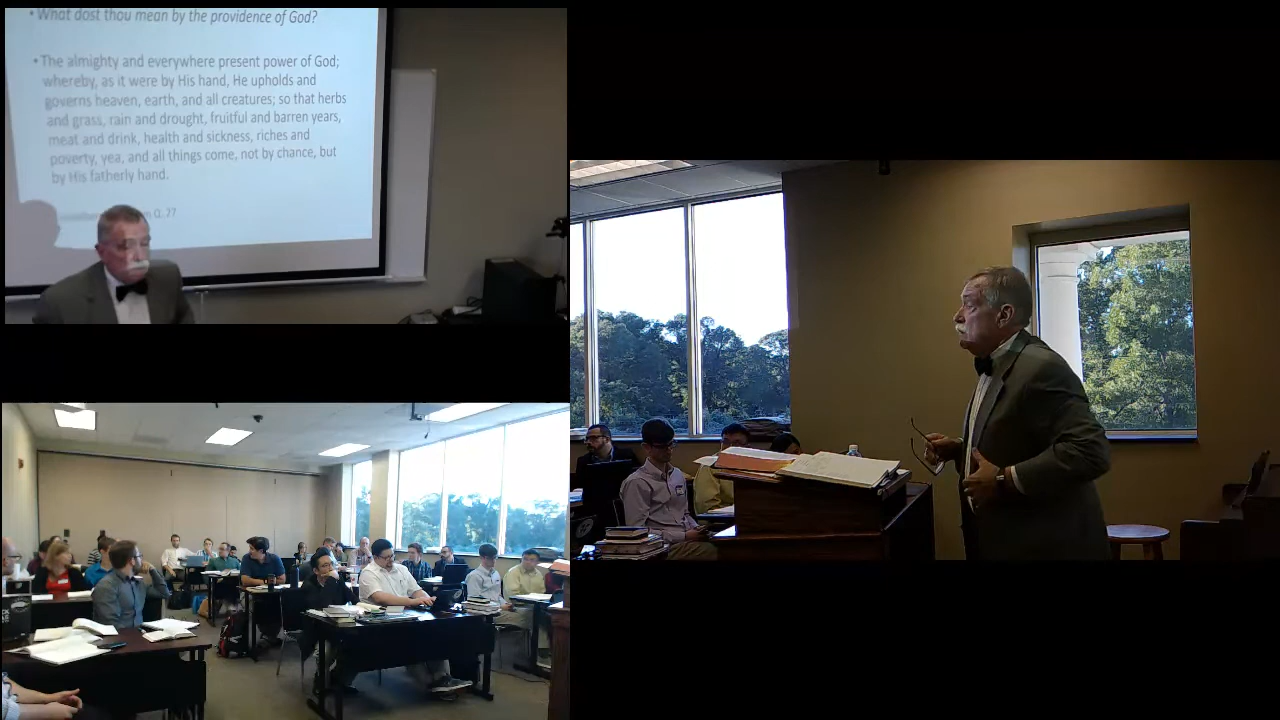 • What dost thou mean by the providence of God?
• The almighty and everywhere present power of God;
whereby, as it were by His hand, He upholds and
governs heaven, earth, and all creatures; so that herbs
and grass, rain and drought, fruitful and barren years,
meat and drink, health and sickness, riches and
poverty, yea, and all things come, not by chance, but
by His fatherly hand.
Q. 27